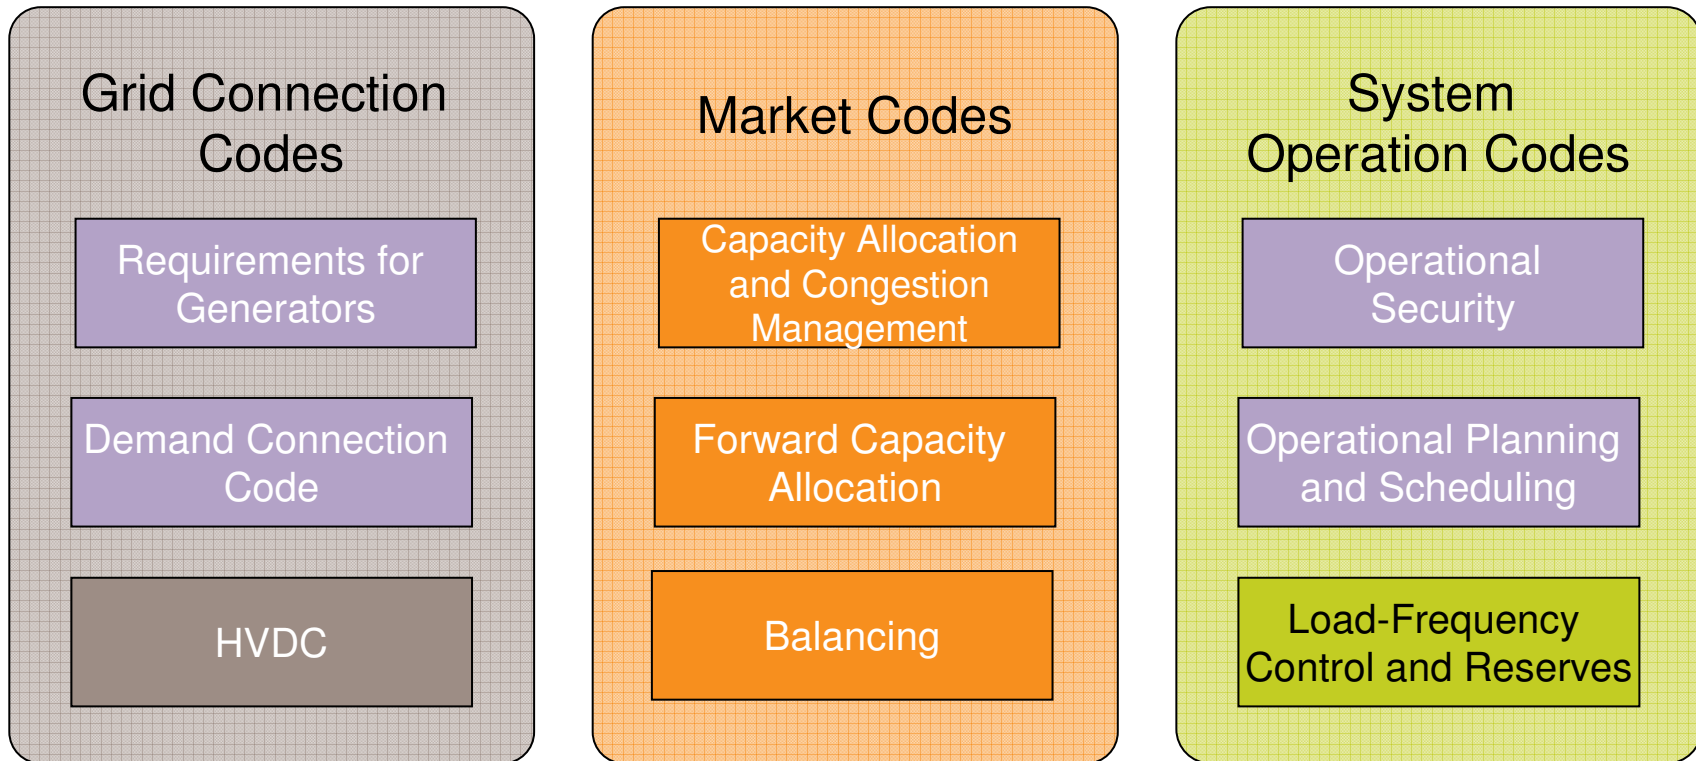 Grid Connection
Codes
Requirements for
Generators
Demand Connection
Code
HVDC
Market Codes
Capacity Allocation
and Congestion
Management
Forward Capacity
Allocation
Balancing
System
Operation Codes
Operational
Security
Operational Planning
and Scheduling
Load-Frequency
Control and Reserves